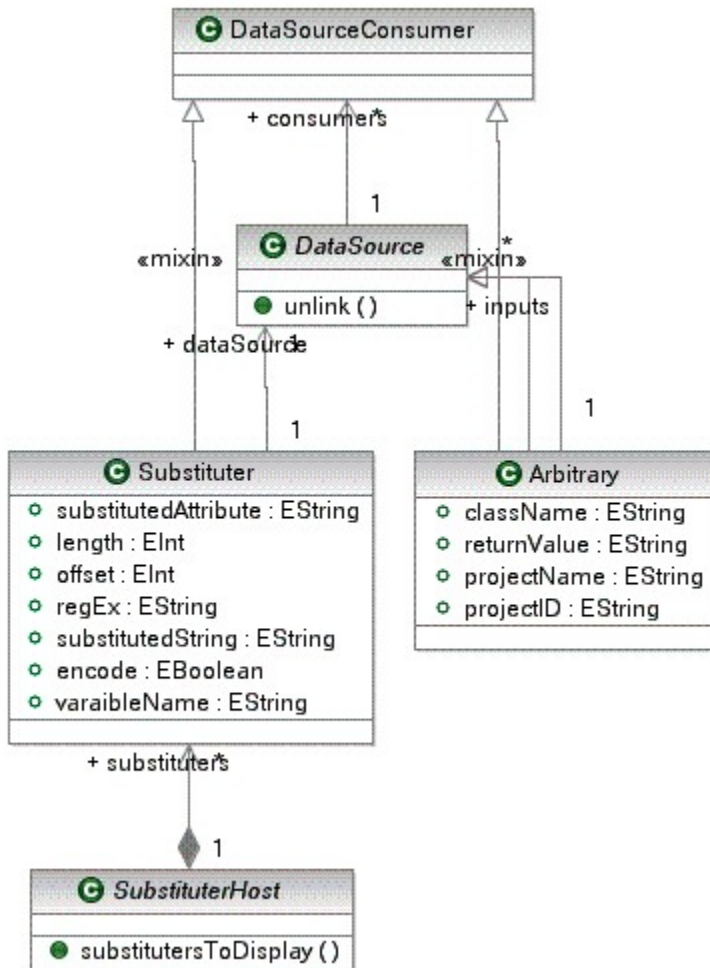 C DataSourceConsumer
+ consumers *
1
C DataSource
unlink ( )
«mixin»
«mixin»
*
+ inputs
+ dataSource 1
1
1
C Substituter
substitutedAttribute : EString
length : EInt
offset : EInt
regEx : EString
substitutedString : EString
encode : EBoolean
varaibleName : EString
C Arbitrary
className : EString
returnValue : EString
projectName : EString
projectID : EString
+ substituters *
1
C SubstituterHost
substitutersToDisplay ( )